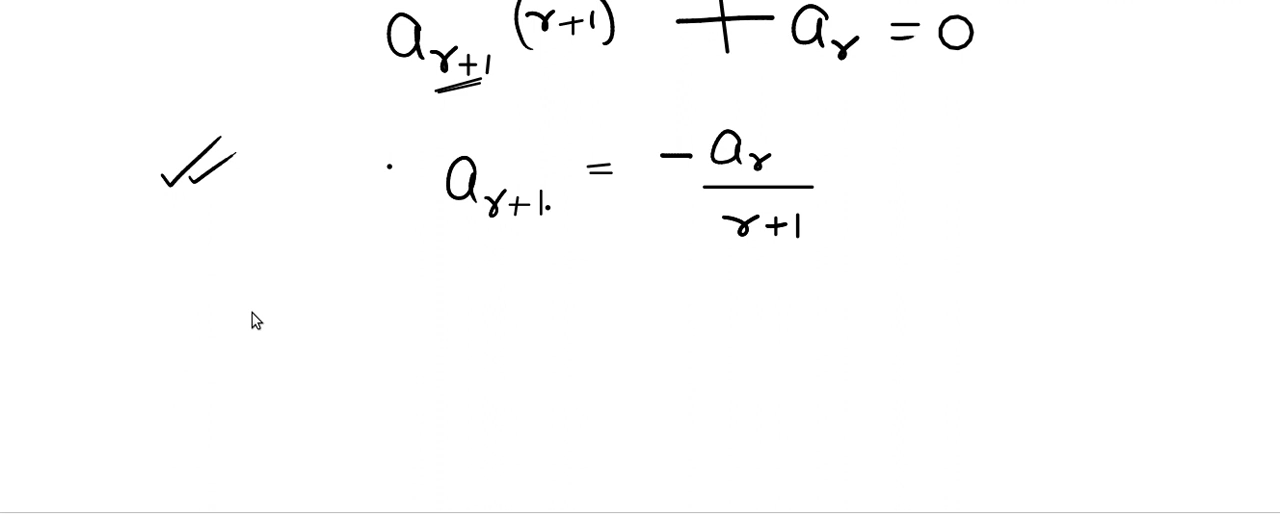 a_{r+1} (r+1) + a_r = 0
. a_{r+1}. = -a_r / r+1